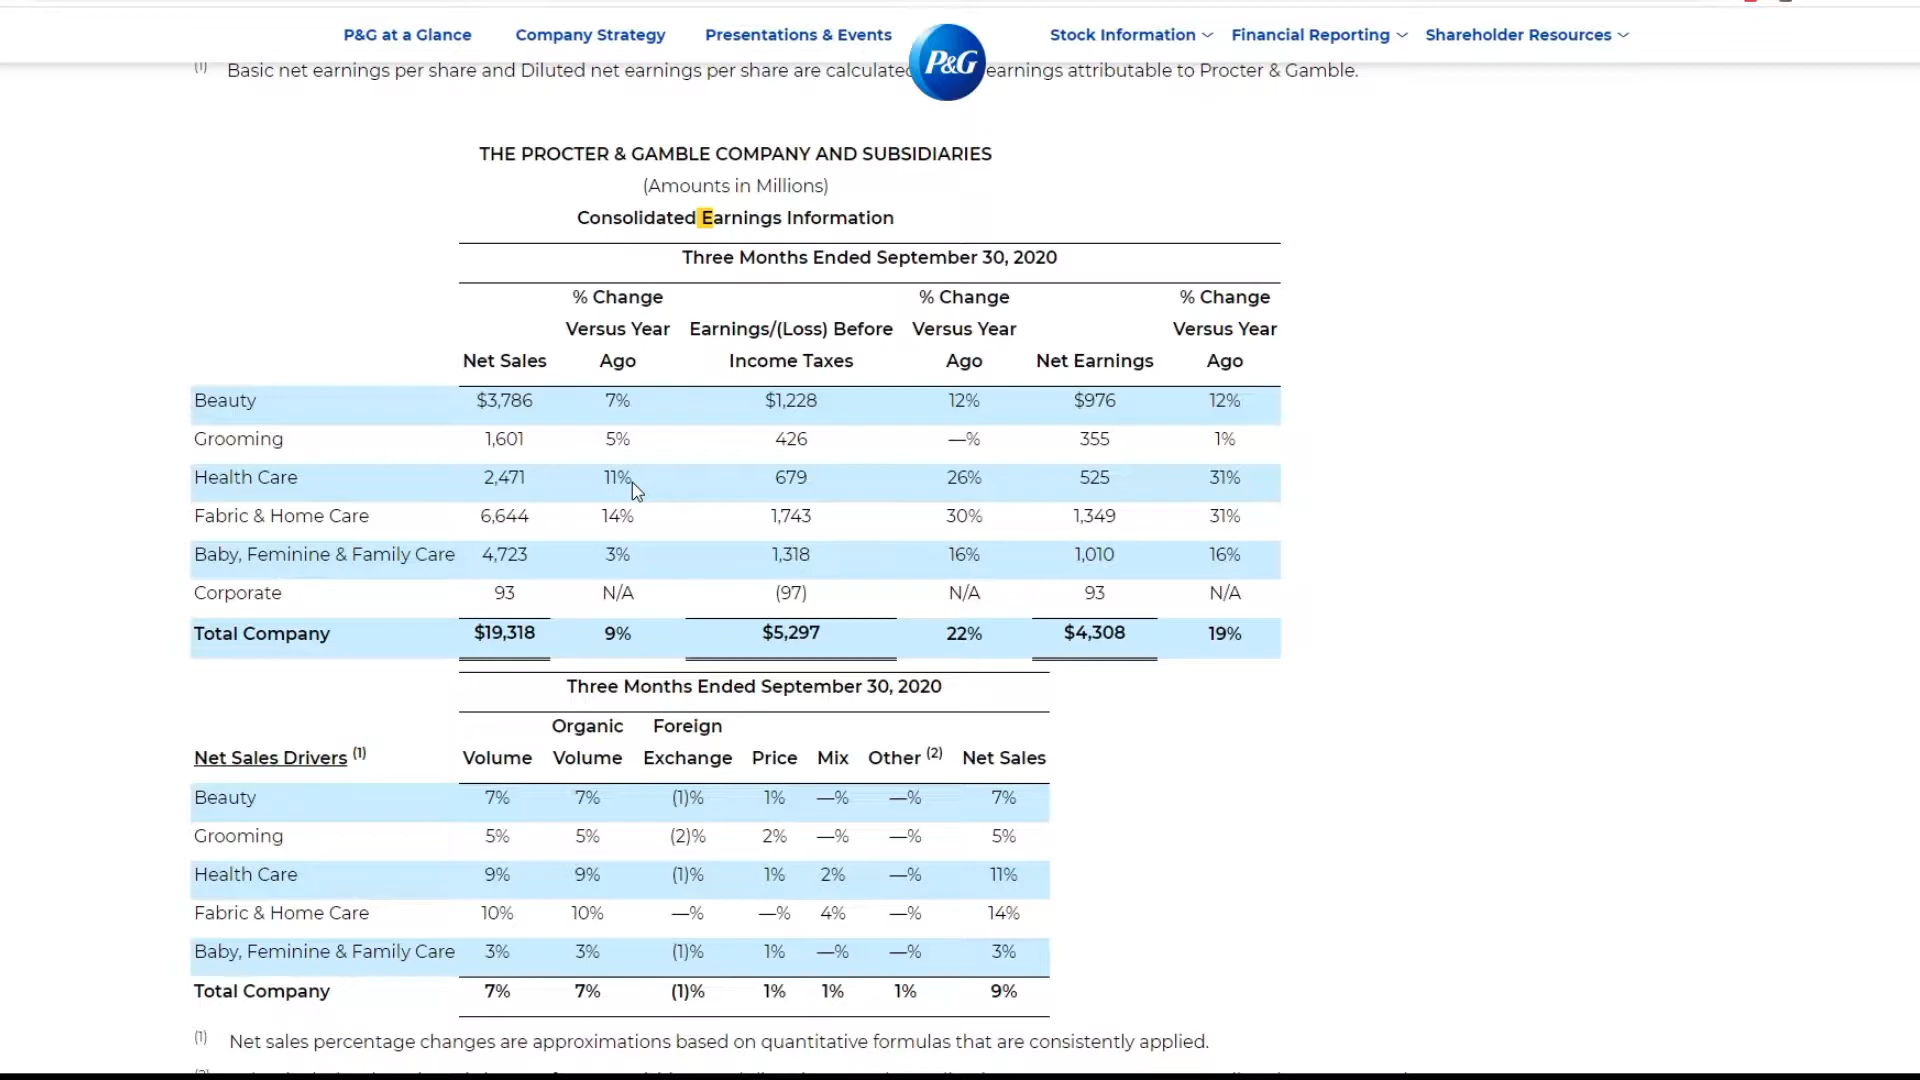 P&G at a Glance Company Strategy Presentations & Events P&G Stock Information Financial Reporting Shareholder Resources
(1) Basic net earnings per share and Diluted net earnings per share are calculated earnings attributable to Procter & Gamble.
THE PROCTER & GAMBLE COMPANY AND SUBSIDIARIES
(Amounts in Millions)
Consolidated Earnings Information
Three Months Ended September 30, 2020
% Change % Change % Change
Versus Year Earnings/(Loss) Before Versus Year Versus Year
Net Sales Ago Income Taxes Ago Net Earnings Ago
Beauty $3,786 7% $1,228 12% $976 12%
Grooming 1,601 5% 426 —% 355 1%
Health Care 2,471 11% 679 26% 525 31%
Fabric & Home Care 6,644 14% 1,743 30% 1,349 31%
Baby, Feminine & Family Care 4,723 3% 1,318 16% 1,010 16%
Corporate 93 N/A (97) N/A 93 N/A
Total Company $19,318 9% $5,297 22% $4,308 19%
Three Months Ended September 30, 2020
Organic Foreign
Net Sales Drivers (1) Volume Volume Exchange Price Mix Other (2) Net Sales
Beauty 7% 7% (1)% 1% —% —% 7%
Grooming 5% 5% (2)% 2% —% —% 5%
Health Care 9% 9% (1)% 1% 2% —% 11%
Fabric & Home Care 10% 10% —% —% 4% —% 14%
Baby, Feminine & Family Care 3% 3% (1)% 1% —% —% 3%
Total Company 7% 7% (1)% 1% 1% 1% 9%
(1) Net sales percentage changes are approximations based on quantitative formulas that are consistently applied.